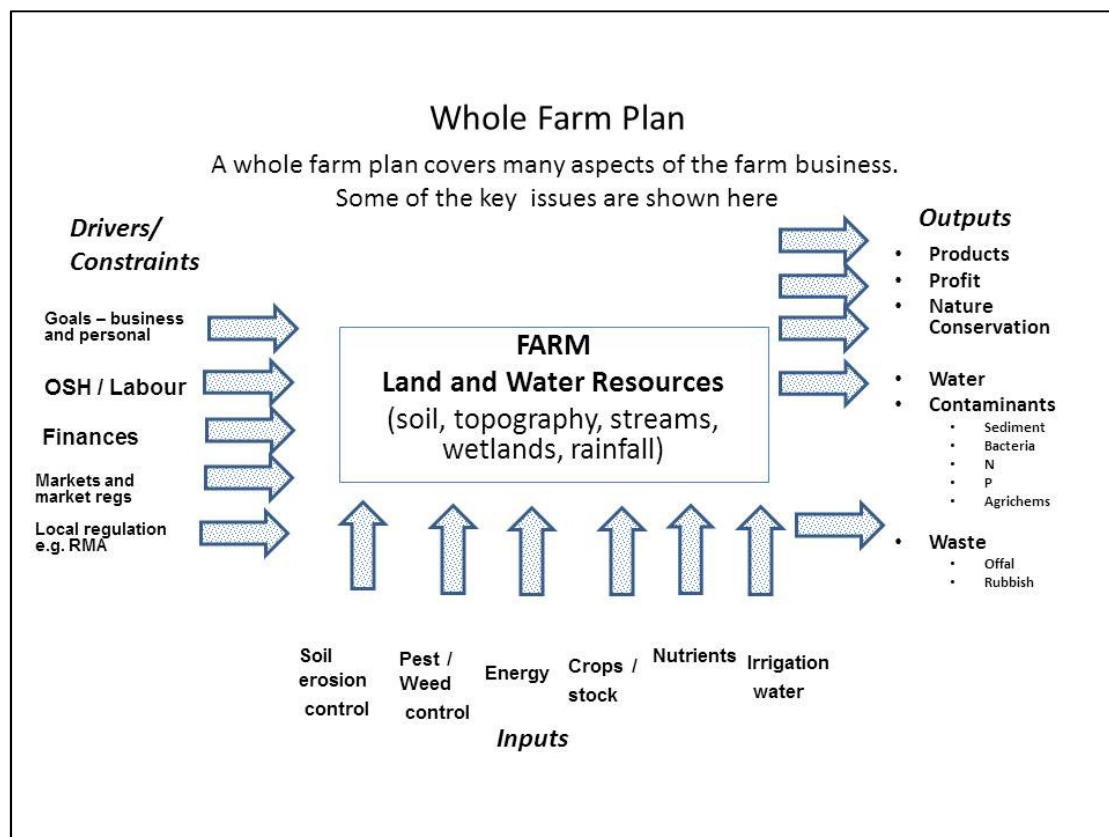 Whole Farm Plan
A whole farm plan covers many aspects of the farm business.
Some of the key issues are shown here
Drivers/
Constraints
Goals – business
and personal
OSH / Labour
Finances
Markets and
market regs
Local regulation
e.g. RMA
FARM
Land and Water Resources
(soil, topography, streams,
wetlands, rainfall)
Outputs
• Products
• Profit
• Nature
Conservation
• Water
• Contaminants
• Sediment
• Bacteria
• N
• P
• Agrichems
• Waste
• Offal
• Rubbish
Soil
erosion
control
Pest /
Weed
control
Energy
Crops /
stock
Nutrients
Irrigation
water
Inputs